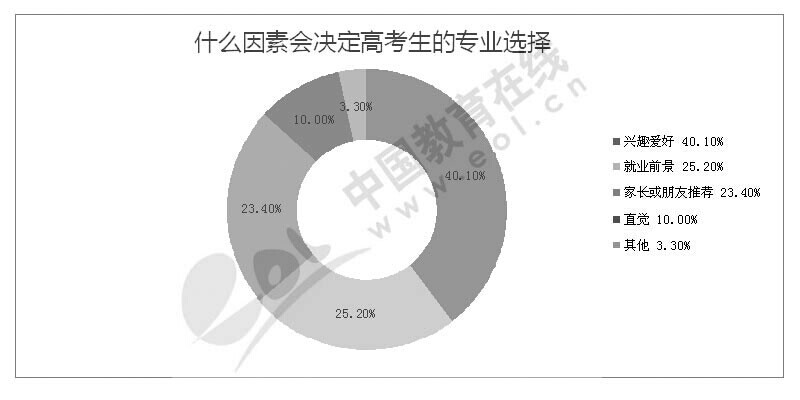 什么因素会决定高考生的专业选择
3.30%
10.00%
40.10%
23.40%
25.20%
兴趣爱好 40.10%
就业前景 25.20%
家长或朋友推荐 23.40%
直觉 10.00%
其他 3.30%
中国教育在线
www.eol.cn
eol